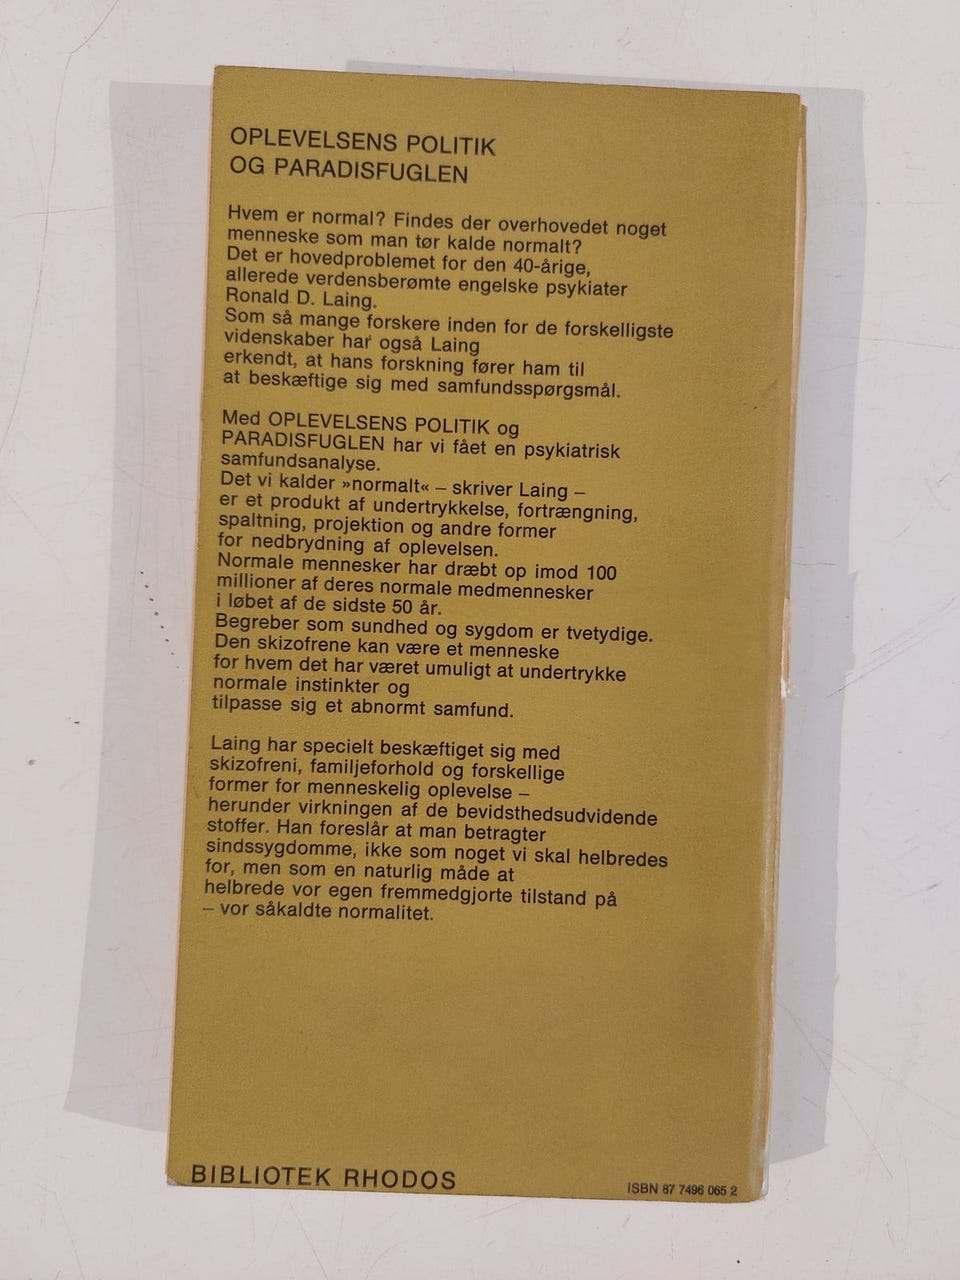 OPLEVELSENS POLITIK
OG PARADISFUGLEN
Hvem er normal? Findes der overhovedet noget
menneske som man tør kalde normalt?
Det er hovedproblemet for den 40-årige,
allerede verdensberømte engelske psykiater
Ronald D. Laing.
Som så mange forskere inden for de forskelligste
videnskaber har også Laing
erkendt, at hans forskning fører ham til
at beskæftige sig med samfundsspørgsmål.
Med OPLEVELSENS POLITIK og
PARADISFUGLEN har vi fået en psykiatrisk
samfundsanalyse.
Det vi kalder »normalt« – skriver Laing –
er et produkt af undertrykkelse, fortrængning,
spaltning, projektion og andre former
for nedbrydning af oplevelsen.
Normale mennesker har dræbt op imod 100
millioner af deres normale medmennesker
i løbet af de sidste 50 år.
Begreber som sundhed og sygdom er tvetydige.
Den skizofrene kan være et menneske
for hvem det har været umuligt at undertrykke
normale instinkter og
tilpasse sig et abnormt samfund.
Laing har specielt beskæftiget sig med
skizofreni, familjeforhold og forskellige
former for menneskelig oplevelse –
herunder virkningen af de bevidsthedsudvidende
stoffer. Han foreslår at man betragter
sindssygdomme, ikke som noget vi skal helbredes
for, men som en naturlig måde at
helbrede vor egen fremmedgjorte tilstand på
– vor såkaldte normalitet.
BIBLIOTEK RHODOS
ISBN 87 7496 065 2